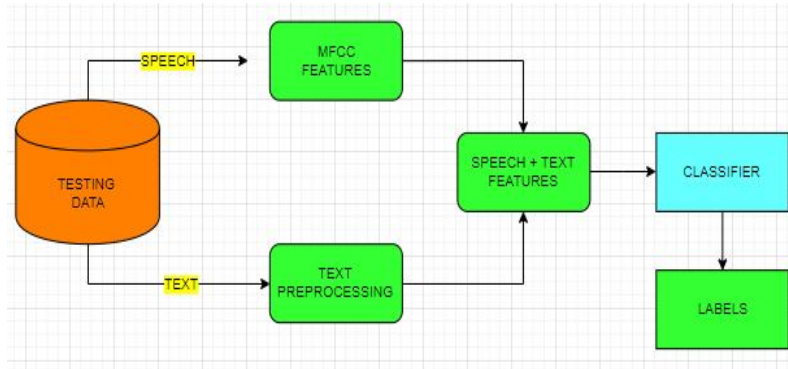 SPEECH
MFCC
FEATURES
TESTING
DATA
SPEECH + TEXT
FEATURES
CLASSIFIER
TEXT
TEXT
PREPROCESSING
LABELS